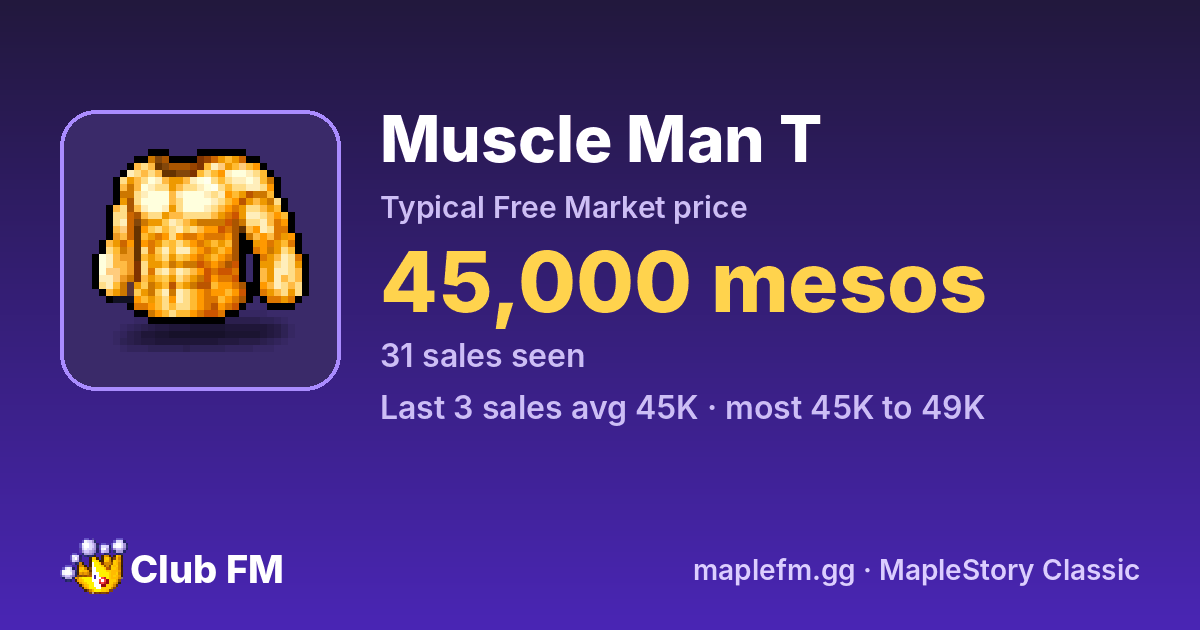 Muscle Man T
Typical Free Market price
45,000 mesos
31 sales seen
Last 3 sales avg 45K · most 45K to 49K
Club FM
maplefm.gg · MapleStory Classic